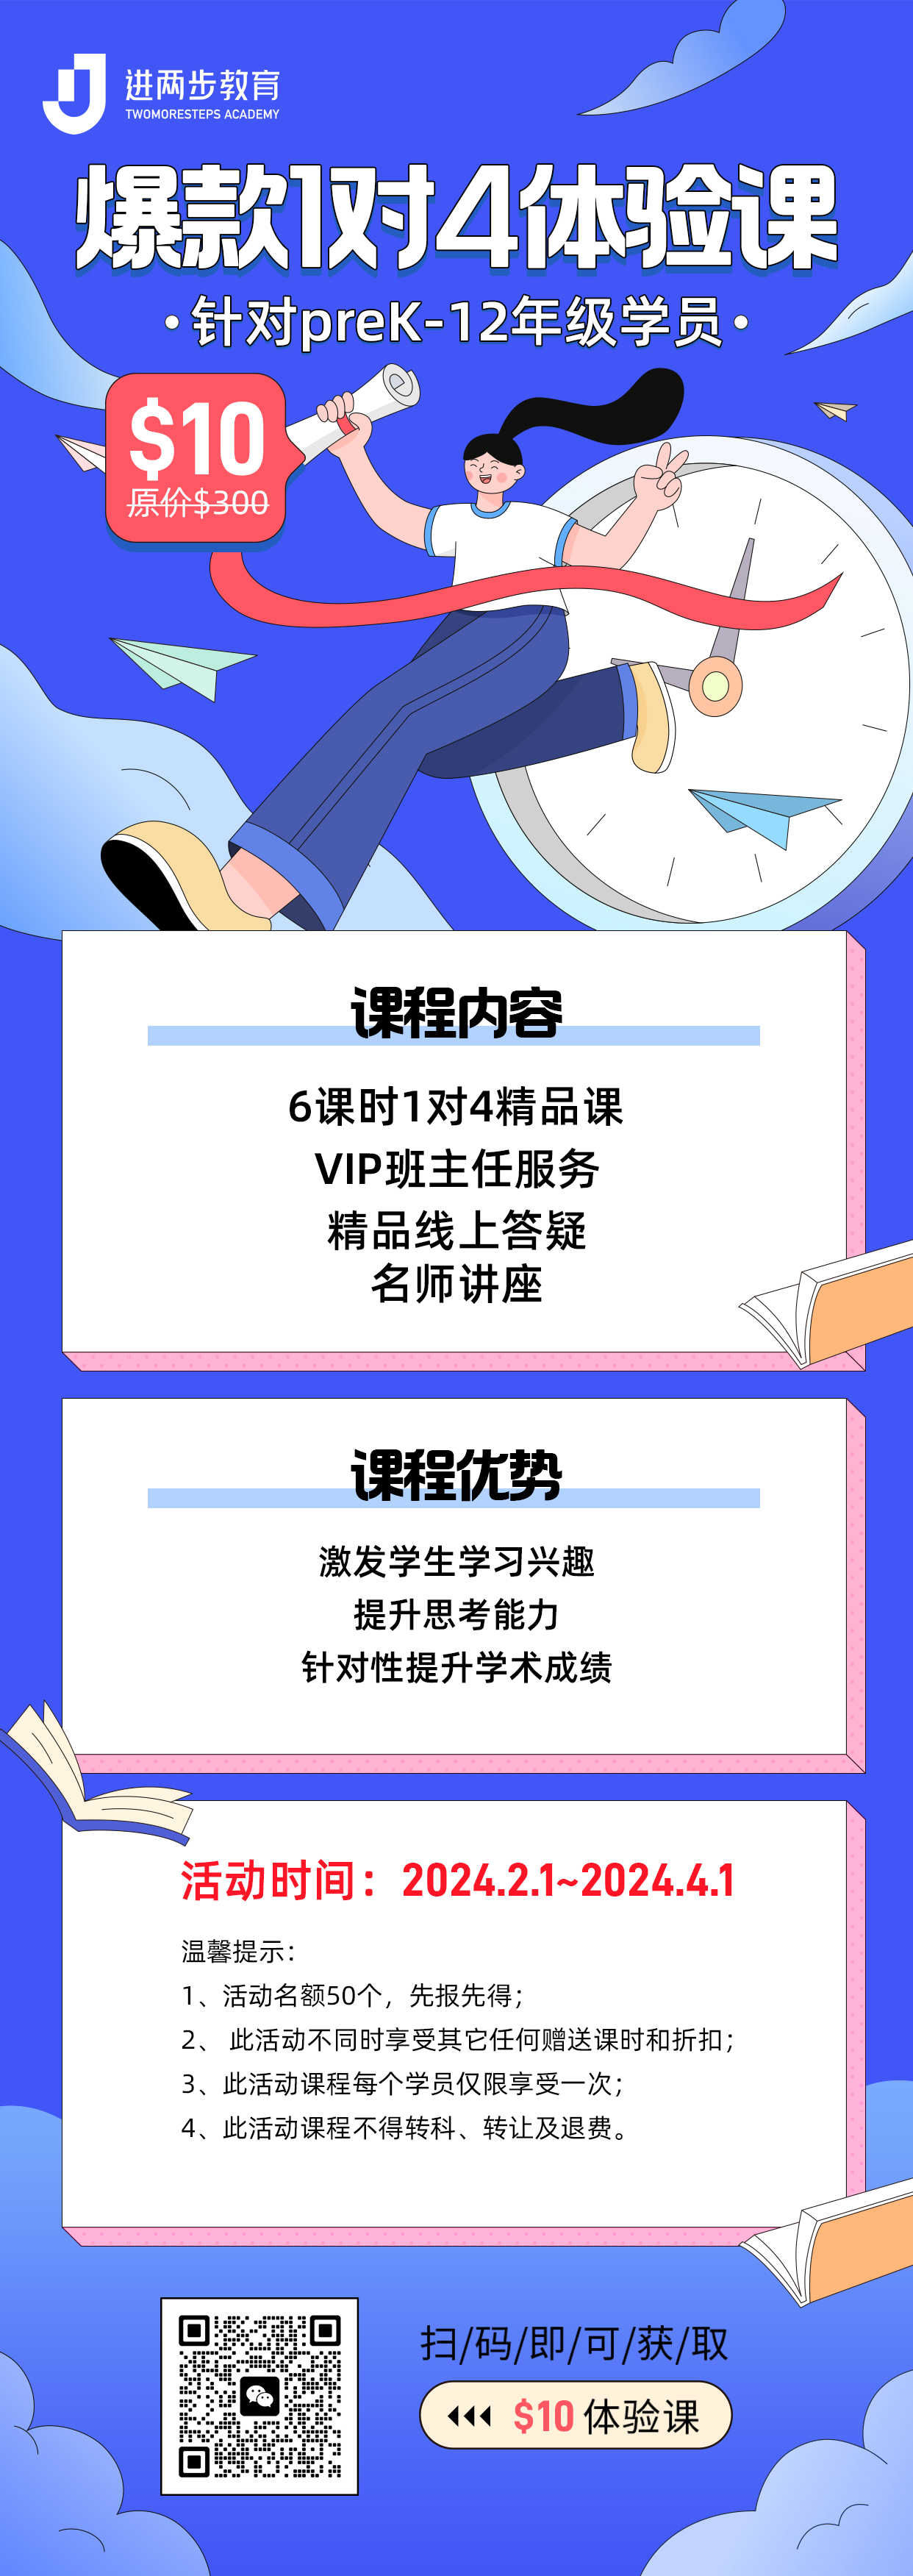 进两步教育
TWOMORESTEPS ACADEMY
爆款1对4体验课
·针对preK-12年级学员·
$10
原价$300
课程内容
6课时1对4精品课
VIP班主任服务
精品线上答疑
名师讲座
课程优势
激发学生学习兴趣
提升思考能力
针对性提升学术成绩
活动时间：2024.2.1~2024.4.1
温馨提示：
1、活动名额50个，先报先得；
2、 此活动不同时享受其它任何赠送课时和折扣；
3、此活动课程每个学员仅限享受一次；
4、此活动课程不得转科、转让及退费。
扫/码/即/可/获/取
$10 体验课